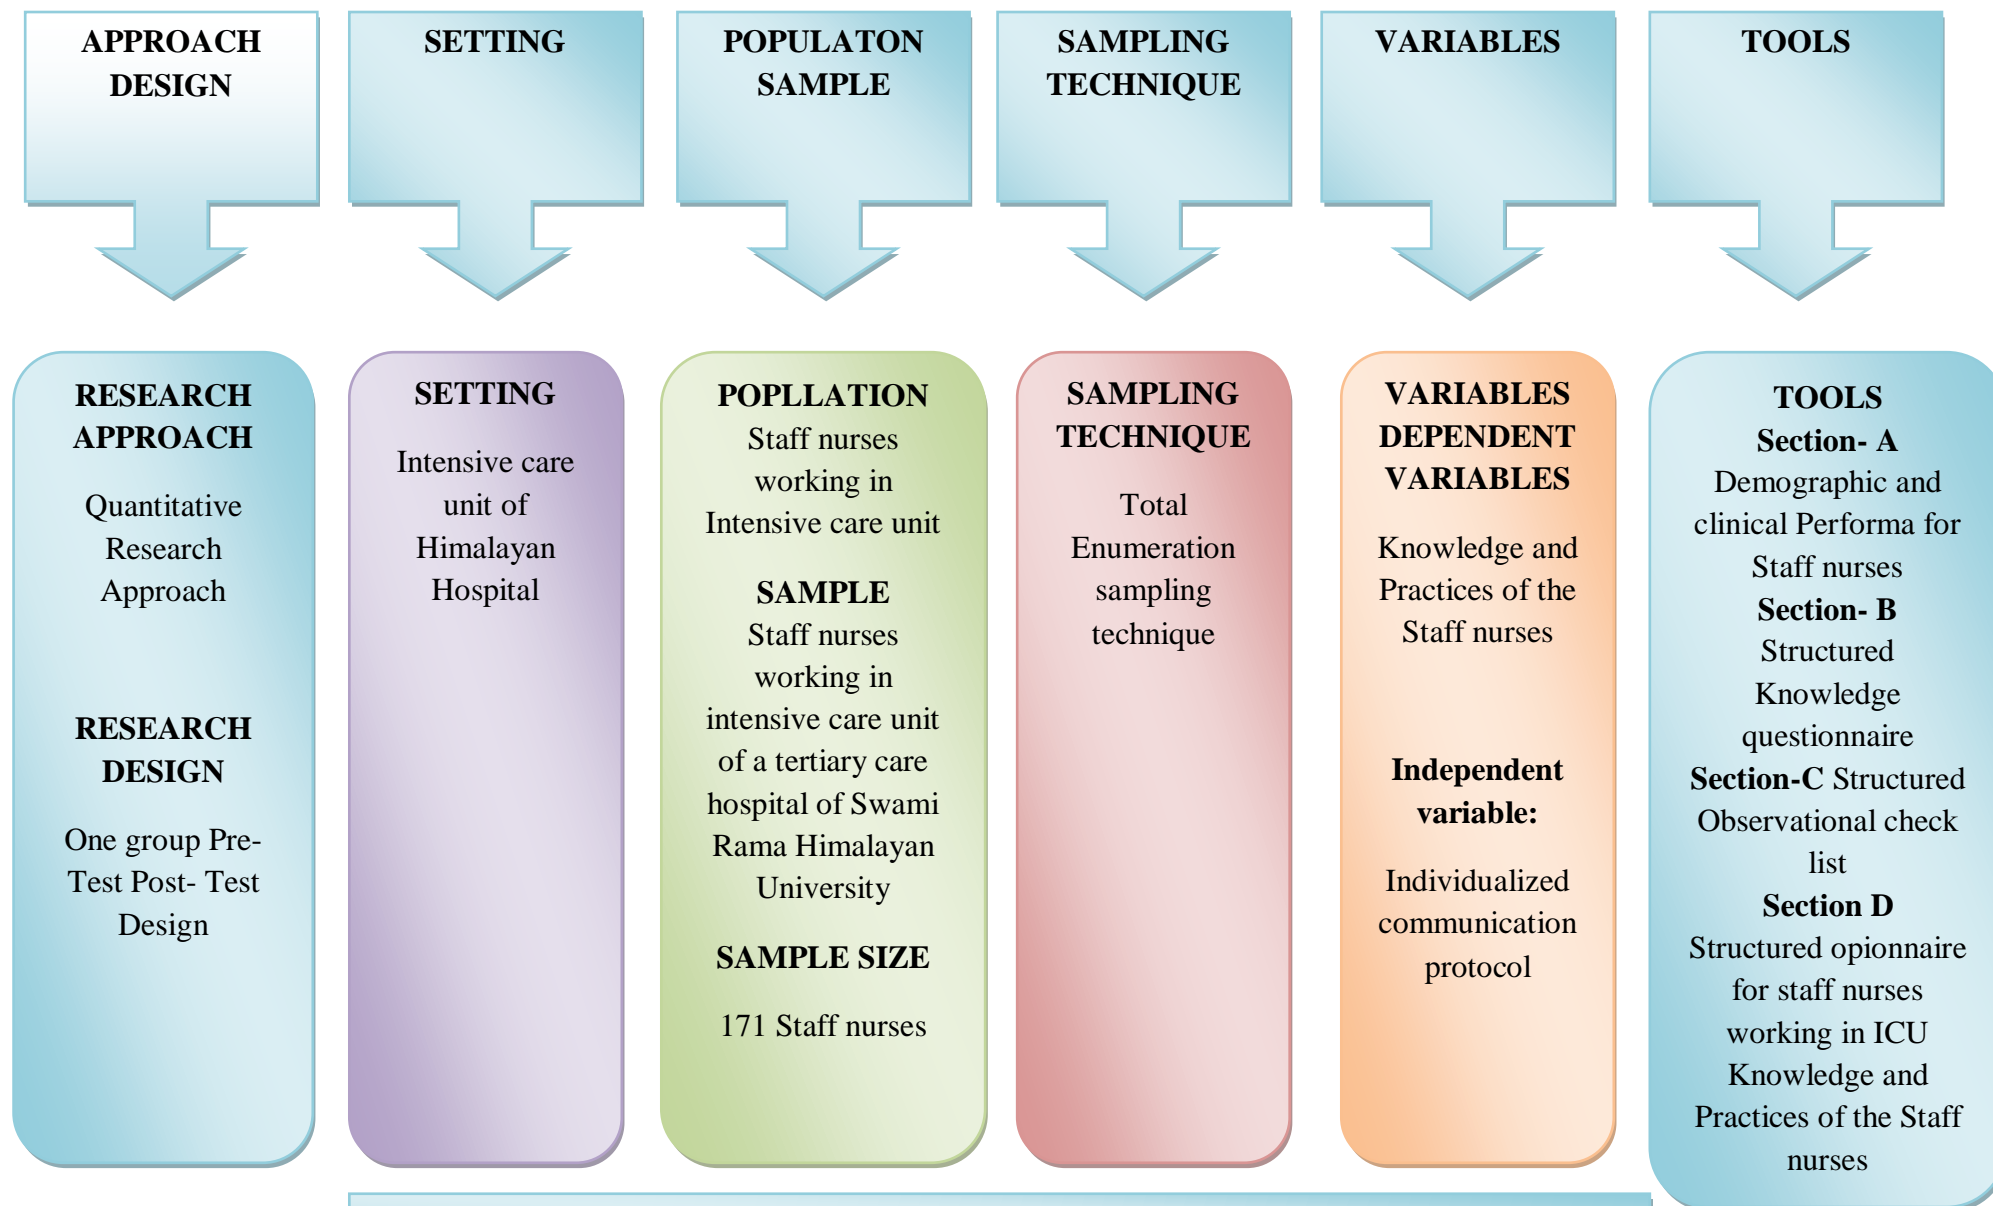 APPROACH
DESIGN
SETTING
POPULATON
SAMPLE
SAMPLING
TECHNIQUE
VARIABLES
TOOLS
RESEARCH
APPROACH
Quantitative
Research
Approach
RESEARCH
DESIGN
One group Pre-
Test Post- Test
Design
SETTING
Intensive care
unit of
Himalayan
Hospital
POPLLATION
Staff nurses
working in
Intensive care unit
SAMPLE
Staff nurses
working in
intensive care unit
of a tertiary care
hospital of Swami
Rama Himalayan
University
SAMPLE SIZE
171 Staff nurses
SAMPLING
TECHNIQUE
Total
Enumeration
sampling
technique
VARIABLES
DEPENDENT
VARIABLES
Knowledge and
Practices of the
Staff nurses
Independent
variable:
Individualized
communication
protocol
TOOLS
Section- A
Demographic and
clinical Performa for
Staff nurses
Section- B
Structured
Knowledge
questionnaire
Section-C Structured
Observational check
list
Section D
Structured opionnaire
for staff nurses
working in ICU
Knowledge and
Practices of the Staff
nurses